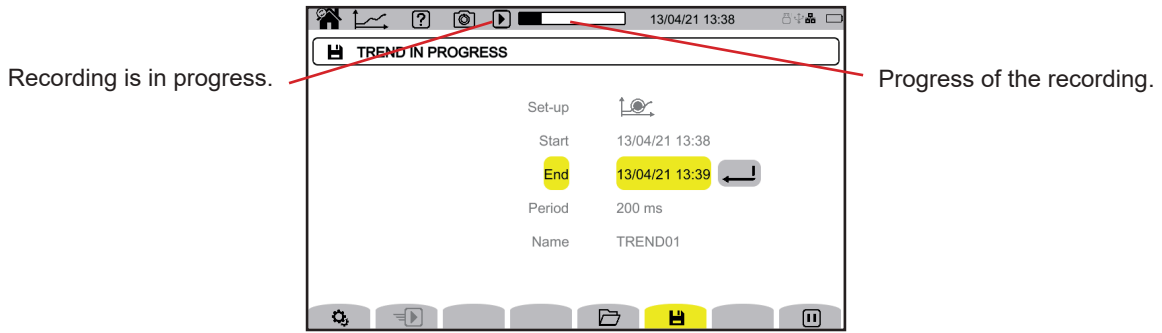 13/04/21 13:38
TREND IN PROGRESS
Recording is in progress.
Progress of the recording.
Set-up
Start 13/04/21 13:38
End 13/04/21 13:39
Period 200 ms
Name TREND01